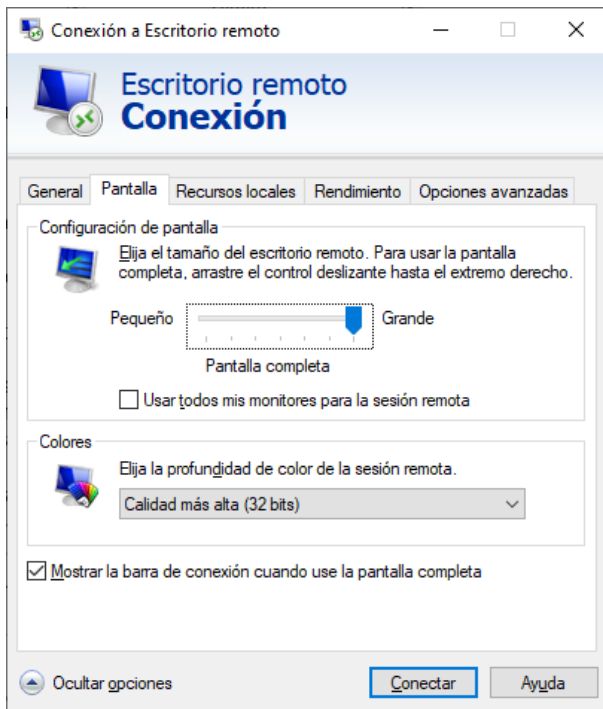 Conexión a Escritorio remoto
Escritorio remoto
Conexión
General Pantalla Recursos locales Rendimiento Opciones avanzadas
Configuración de pantalla
Elija el tamaño del escritorio remoto. Para usar la pantalla
completa, arrastre el control deslizante hasta el extremo derecho.
Pequeño Grande
Pantalla completa
Usar todos mis monitores para la sesión remota
Colores
Elija la profundidad de color de la sesión remota.
Calidad más alta (32 bits)
Mostrar la barra de conexión cuando use la pantalla completa
Ocultar opciones Conectar Ayuda